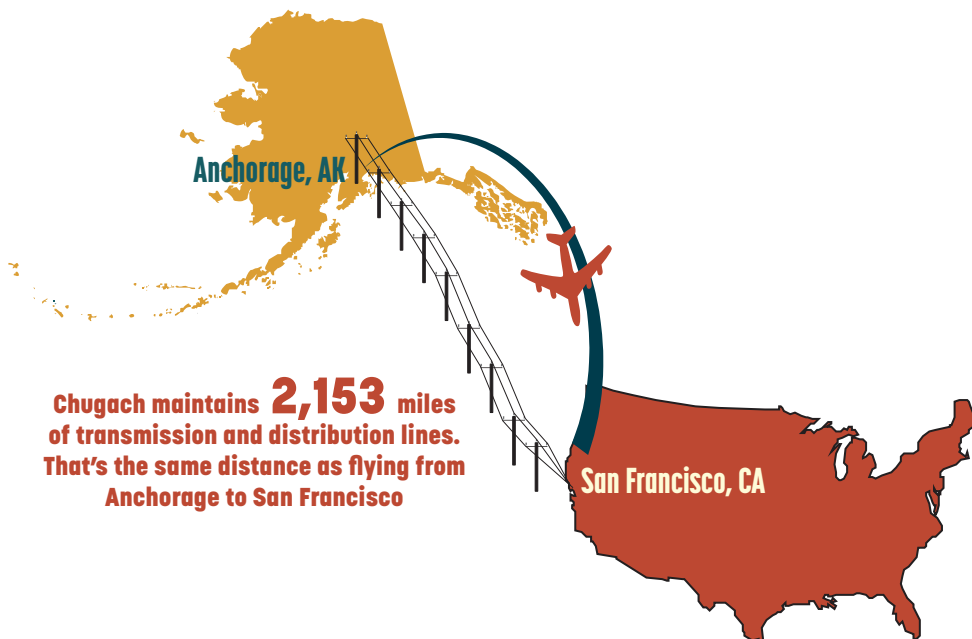 Anchorage, AK
Chugach maintains 2,153 miles
of transmission and distribution lines.
That's the same distance as flying from
Anchorage to San Francisco
San Francisco, CA